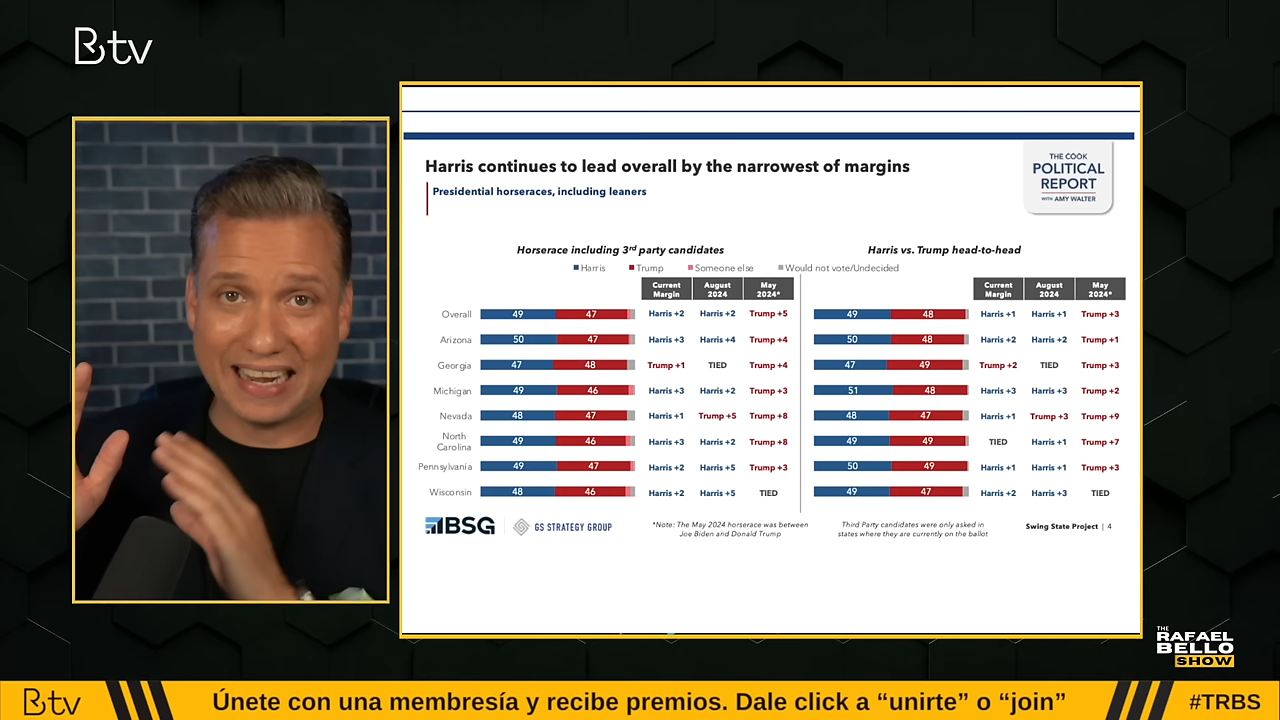 Btv
Harris continues to lead overall by the narrowest of margins
Presidential horseraces, including leaners
THE COOK
POLITICAL
REPORT
WITH AMY WALTER
Horserace including 3rd party candidates
Harris vs. Trump head-to-head
Harris Trump Someone else Would not vote/Undecided
Current Margin August 2024 May 2024* Current Margin August 2024 May 2024*
Overall 49 47 Harris +2 Harris +2 Trump +5 49 48 Harris +1 Harris +1 Trump +3
Arizona 50 47 Harris +3 Harris +4 Trump +4 50 48 Harris +2 Harris +2 Trump +1
Georgia 47 48 Trump +1 TIED Trump +4 47 49 Trump +2 TIED Trump +3
Michigan 49 46 Harris +3 Harris +2 Trump +3 51 48 Harris +3 Harris +3 Trump +2
Nevada 48 47 Harris +1 Trump +5 Trump +8 48 47 Harris +1 Trump +3 Trump +9
North Carolina 49 46 Harris +3 Harris +2 Trump +8 49 49 TIED Harris +1 Trump +7
Pennsylvania 49 47 Harris +2 Harris +5 Trump +3 50 49 Harris +1 Harris +1 Trump +3
Wisconsin 48 46 Harris +2 Harris +5 TIED 49 47 Harris +2 Harris +3 TIED
BSG
GS STRATEGY GROUP
*Note: The May 2024 horserace was between
Joe Biden and Donald Trump
Third Party candidates were only asked in
states where they are currently on the ballot
Swing State Project | 4
THE
RAFAEL
BELLO
SHOW
Btv
Únete con una membresía y recibe premios. Dale click a “unirte” o “join”
#TRBS